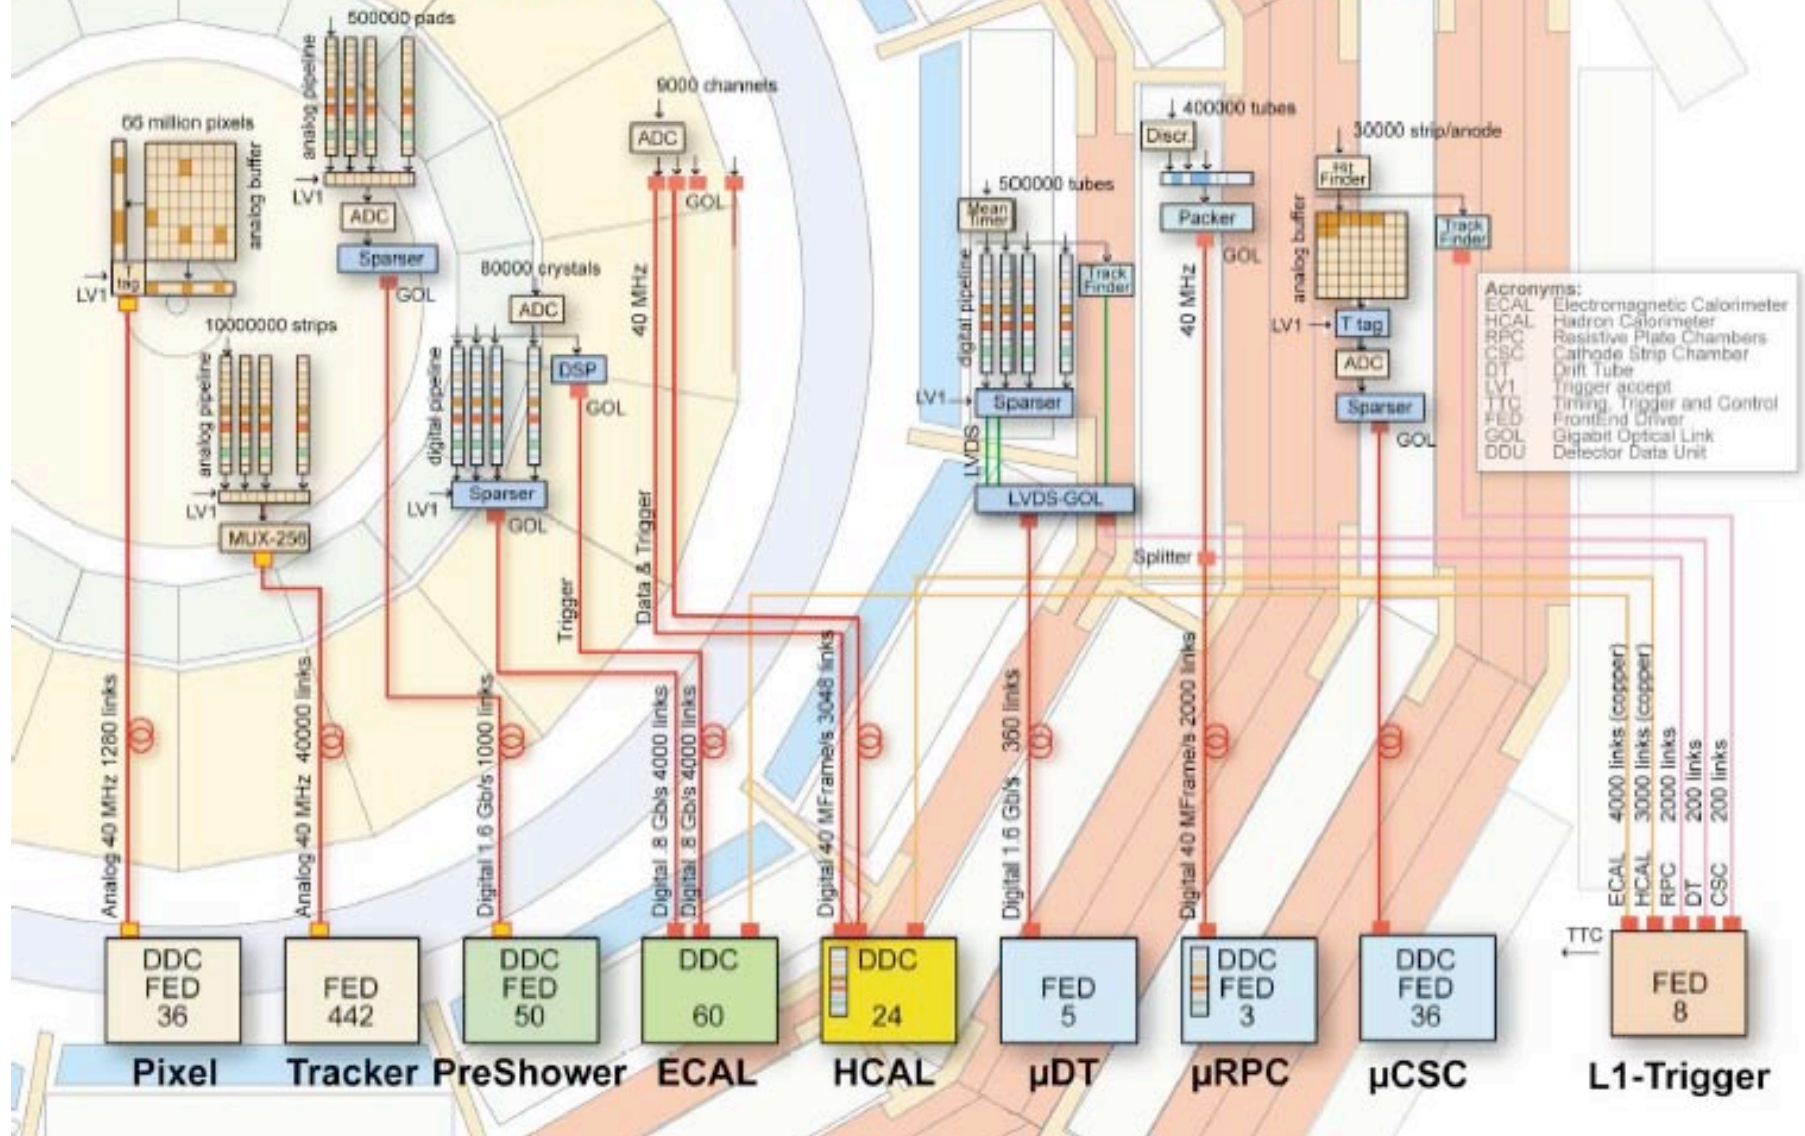 500000 pads
analog pipeline
LV1
ADC
Sparser
GOL
66 million pixels
analog buffer
T
tag
LV1
10000000 strips
analog pipeline
LV1
MUX-256
80000 crystals
ADC
digital pipeline
DSP
GOL
LV1
Sparser
GOL
Trigger
9000 channels
ADC
GOL
40 MHz
Data & Trigger
500000 tubes
Mean
Timer
digital pipeline
Track
Finder
LV1
Sparser
LVDS
LVDS-GOL
400000 tubes
Discr.
Packer
GOL
40 MHz
Splitter
30000 strip/anode
Hit
Finder
analog buffer
Track
Finder
LV1
T tag
ADC
Sparser
GOL
Acronyms:
ECAL Electromagnetic Calorimeter
HCAL Hadron Calorimeter
RPC Resistive Plate Chambers
CSC Cathode Strip Chamber
DT Drift Tube
LV1 Trigger accept
TTC Timing, Trigger and Control
FED FrontEnd Driver
GOL Gigabit Optical Link
DDU Detector Data Unit
Analog 40 MHz 1280 links
Analog 40 MHz 40000 links
Digital 1.6 Gb/s 1000 links
Digital .8 Gb/s 4000 links
Digital .8 Gb/s 4000 links
Digital 40 MFrame/s 3048 links
Digital 1.6 Gb/s 360 links
Digital 40 MFrame/s 2000 links
ECAL 4000 links (copper)
HCAL 3000 links (copper)
RPC 2000 links
DT 200 links
CSC 200 links
TTC
DDC
FED
36
Pixel
FED
442
Tracker
DDC
FED
50
PreShower
DDC
60
ECAL
DDC
24
HCAL
FED
5
µDT
DDC
FED
3
µRPC
DDC
FED
36
µCSC
FED
8
L1-Trigger